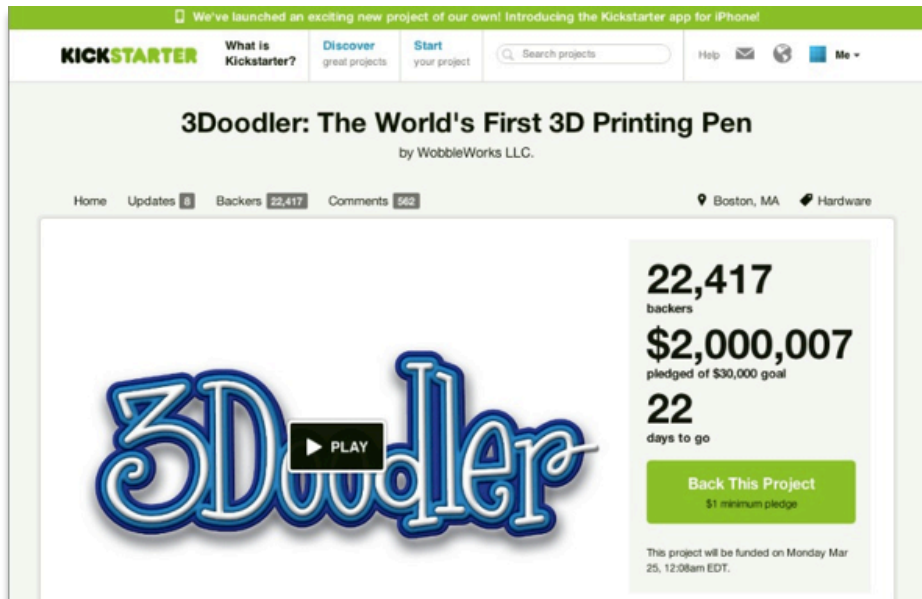 We've launched an exciting new project of our own! Introducing the Kickstarter app for iPhone!
KICKSTARTER
What is
Kickstarter?
Discover
great projects
Start
your project
Search projects
Help
Me
3Doodler: The World's First 3D Printing Pen
by WobbleWorks LLC.
Home Updates 8 Backers 22,417 Comments 562 Boston, MA Hardware
3Doodler
PLAY
22,417
backers
$2,000,007
pledged of $30,000 goal
22
days to go
Back This Project
$1 minimum pledge
This project will be funded on Monday Mar
25, 12:08am EDT.